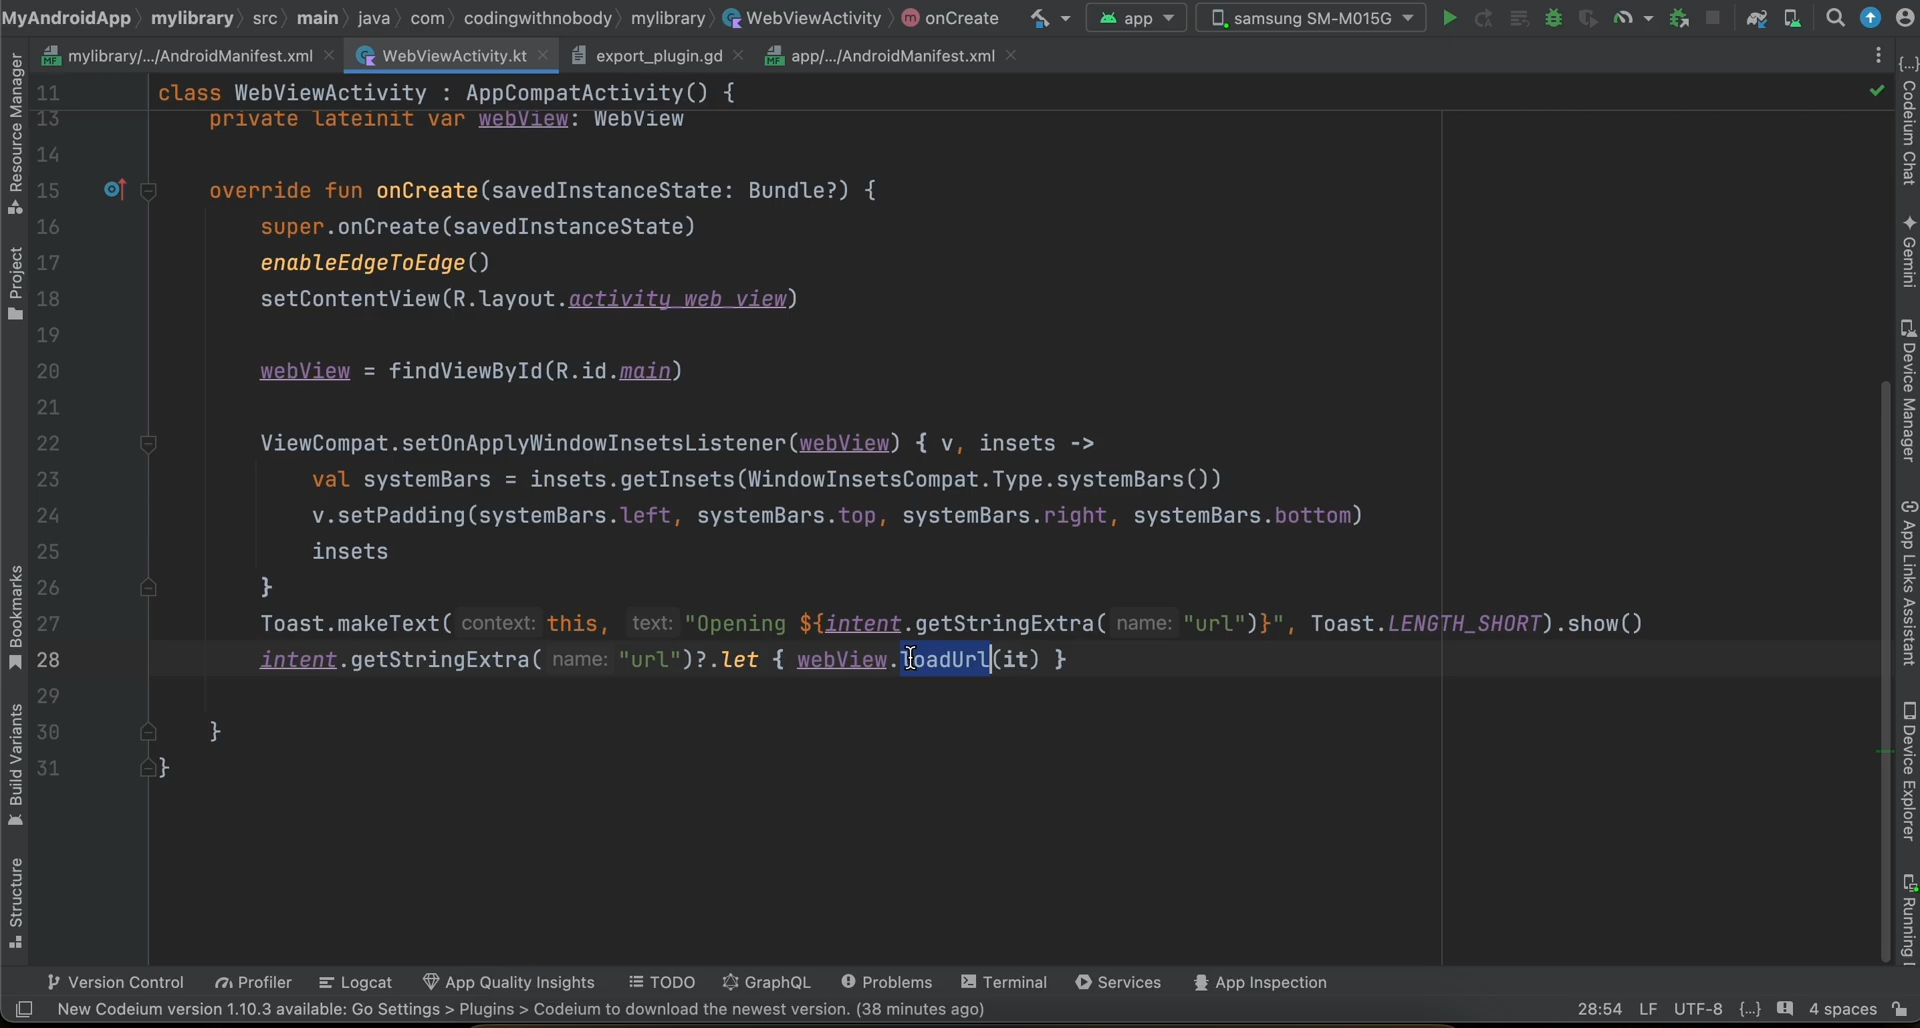 MyAndroidApp mylibrary src main java com codingwithnobody mylibrary WebViewActivity onCreate app samsung SM-M015G
mylibrary/.../AndroidManifest.xml WebViewActivity.kt export_plugin.gd app/.../AndroidManifest.xml
11 class WebViewActivity : AppCompatActivity() {
13 private lateinit var webView: WebView
14
15 override fun onCreate(savedInstanceState: Bundle?) {
16 super.onCreate(savedInstanceState)
17 enableEdgeToEdge()
18 setContentView(R.layout.activity_web_view)
19
20 webView = findViewById(R.id.main)
21
22 ViewCompat.setOnApplyWindowInsetsListener(webView) { v, insets ->
23 val systemBars = insets.getInsets(WindowInsetsCompat.Type.systemBars())
24 v.setPadding(systemBars.left, systemBars.top, systemBars.right, systemBars.bottom)
25 insets
26 }
27 Toast.makeText( context: this, text: "Opening ${intent.getStringExtra( name: "url")}", Toast.LENGTH_SHORT).show()
28 intent.getStringExtra( name: "url")?.let { webView.loadUrl(it) }
29
30 }
31 }
Resource Manager
Project
Bookmarks
Build Variants
Structure
{...}
Codeium Chat
Gemini
Device Manager
App Links Assistant
Device Explorer
Running
Version Control Profiler Logcat App Quality Insights TODO GraphQL Problems Terminal Services App Inspection
New Codeium version 1.10.3 available: Go Settings > Plugins > Codeium to download the newest version. (38 minutes ago) 28:54 LF UTF-8 {...} 4 spaces